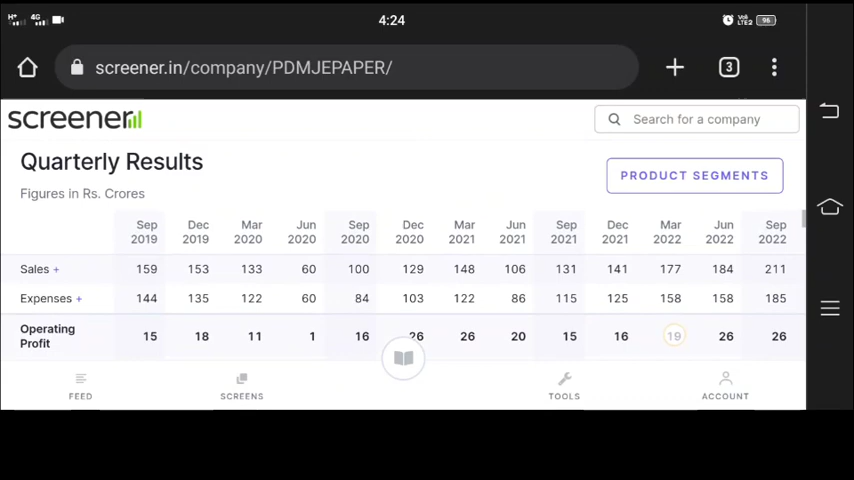 H+ 4G 4:24 Vo) LTE2 96
screener.in/company/PDMJEPAPER/ 3
screener Search for a company
Quarterly Results
PRODUCT SEGMENTS
Figures in Rs. Crores
Sep 2019 Dec 2019 Mar 2020 Jun 2020 Sep 2020 Dec 2020 Mar 2021 Jun 2021 Sep 2021 Dec 2021 Mar 2022 Jun 2022 Sep 2022
Sales + 159 153 133 60 100 129 148 106 131 141 177 184 211
Expenses + 144 135 122 60 84 103 122 86 115 125 158 158 185
Operating Profit 15 18 11 1 16 26 26 20 15 16 19 26 26
FEED SCREENS TOOLS ACCOUNT